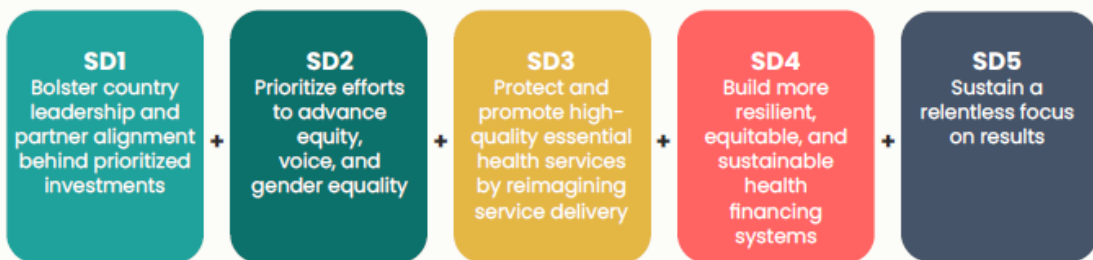 SD1
Bolster country
leadership and
partner alignment
behind prioritized
investments
+
SD2
Prioritize efforts
to advance
equity,
voice, and
gender equality
+
SD3
Protect and
promote high-
quality essential
health services
by reimagining
service delivery
+
SD4
Build more
resilient,
equitable, and
sustainable
health
financing
systems
+
SD5
Sustain a
relentless focus
on results